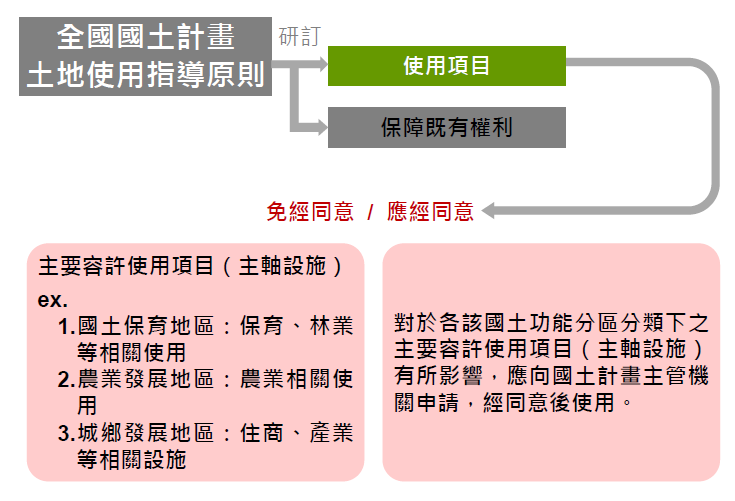 全國國土計畫
土地使用指導原則
研訂
使用項目
保障既有權利
免經同意 / 應經同意
主要容許使用項目（主軸設施）
ex.
1.國土保育地區：保育、林業
等相關使用
2.農業發展地區：農業相關使
用
3.城鄉發展地區：住商、產業
等相關設施
對於各該國土功能分區分類下之
主要容許使用項目（主軸設施）
有所影響，應向國土計畫主管機
關申請，經同意後使用。